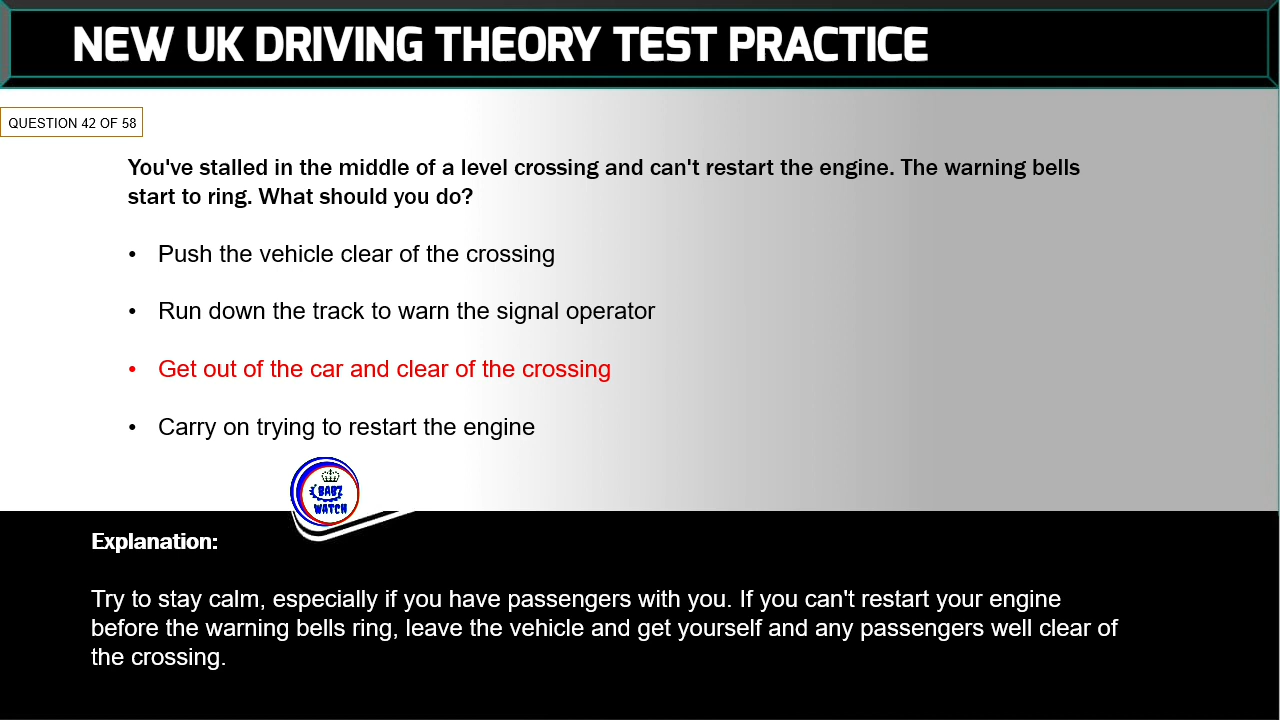 NEW UK DRIVING THEORY TEST PRACTICE
QUESTION 42 OF 58
You've stalled in the middle of a level crossing and can't restart the engine. The warning bells
start to ring. What should you do?
• Push the vehicle clear of the crossing
• Run down the track to warn the signal operator
• Get out of the car and clear of the crossing
• Carry on trying to restart the engine
BABZ
WATCH
Explanation:
Try to stay calm, especially if you have passengers with you. If you can't restart your engine
before the warning bells ring, leave the vehicle and get yourself and any passengers well clear of
the crossing.